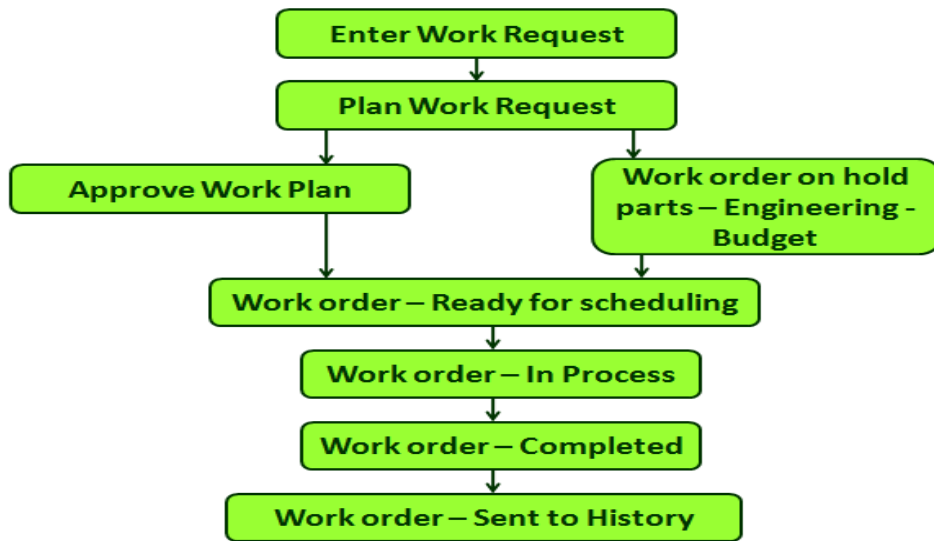 Enter Work Request
Plan Work Request
Approve Work Plan
Work order on hold
parts – Engineering -
Budget
Work order – Ready for scheduling
Work order – In Process
Work order – Completed
Work order – Sent to History